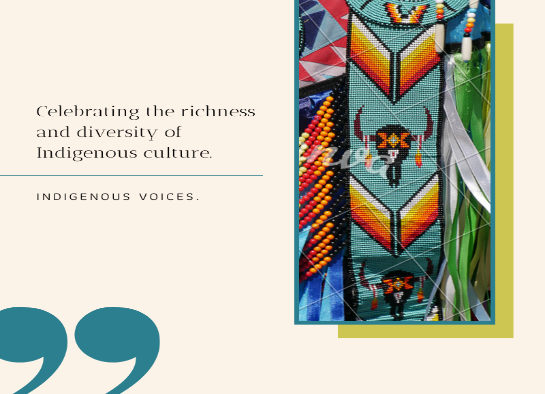 Celebrating the richness
and diversity of
Indigenous culture.
INDIGENOUS VOICES.